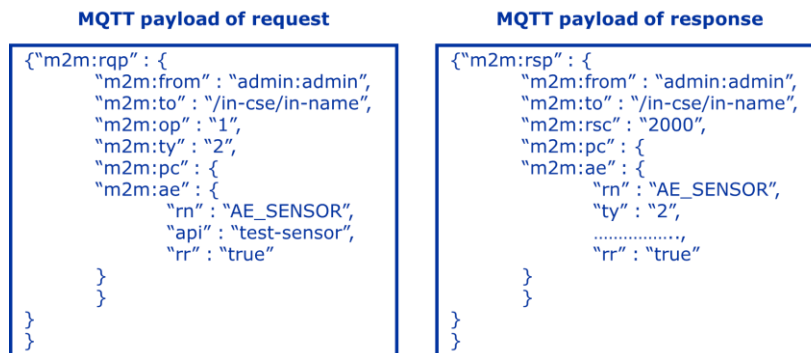 MQTT payload of request
{“m2m:rqp” : {
“m2m:from” : “admin:admin”,
“m2m:to” : “/in-cse/in-name”,
“m2m:op” : “1”,
“m2m:ty” : “2”,
“m2m:pc” : {
“m2m:ae” : {
“rn” : “AE_SENSOR”,
“api” : “test-sensor”,
“rr” : “true”
}
}
}
}
MQTT payload of response
{“m2m:rsp” : {
“m2m:from” : “admin:admin”,
“m2m:to” : “/in-cse/in-name”,
“m2m:rsc” : “2000”,
“m2m:pc” : {
“m2m:ae” : {
“rn” : “AE_SENSOR”,
“ty” : “2”,
……………..,
“rr” : “true”
}
}
}
}